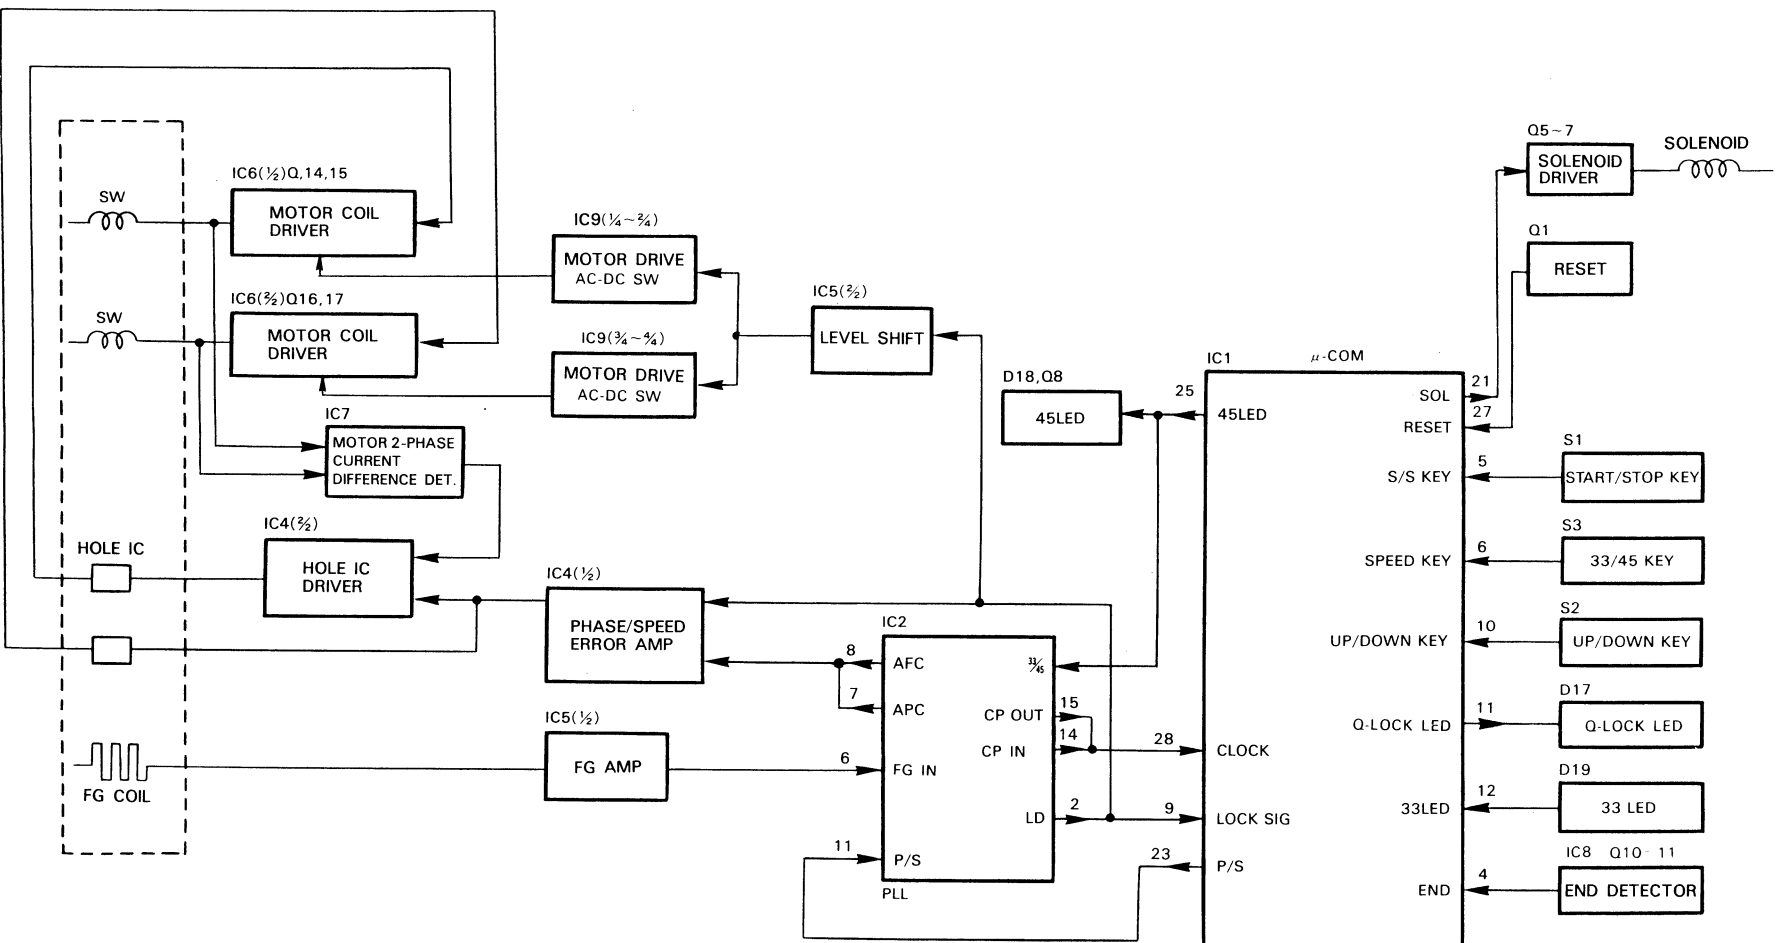 Q5~7
SOLENOID
SOLENOID
DRIVER
IC6(½)Q,14,15
SW
MOTOR COIL
DRIVER
IC9(¼~²⁄₄)
MOTOR DRIVE
AC-DC SW
Q1
RESET
IC6(²⁄₂)Q16,17
SW
MOTOR COIL
DRIVER
IC9(¾~⁴⁄₄)
MOTOR DRIVE
AC-DC SW
IC5(²⁄₂)
LEVEL SHIFT
IC7
MOTOR 2-PHASE
CURRENT
DIFFERENCE DET.
D18,Q8
45LED
IC1
μ-COM
25
45LED
SOL
21
RESET
27
S1
S/S KEY
5
START/STOP KEY
S3
SPEED KEY
6
33/45 KEY
S2
UP/DOWN KEY
10
UP/DOWN KEY
D17
Q-LOCK LED
11
Q-LOCK LED
D19
33LED
12
33 LED
IC8 Q10-11
END
4
END DETECTOR
HOLE IC
IC4(²⁄₂)
HOLE IC
DRIVER
IC4(½)
PHASE/SPEED
ERROR AMP
IC2
8
AFC
33/45
7
APC
CP OUT
15
CP IN
14
28
CLOCK
FG COIL
IC5(½)
FG AMP
6
FG IN
LD
2
9
LOCK SIG
11
P/S
23
P/S
PLL